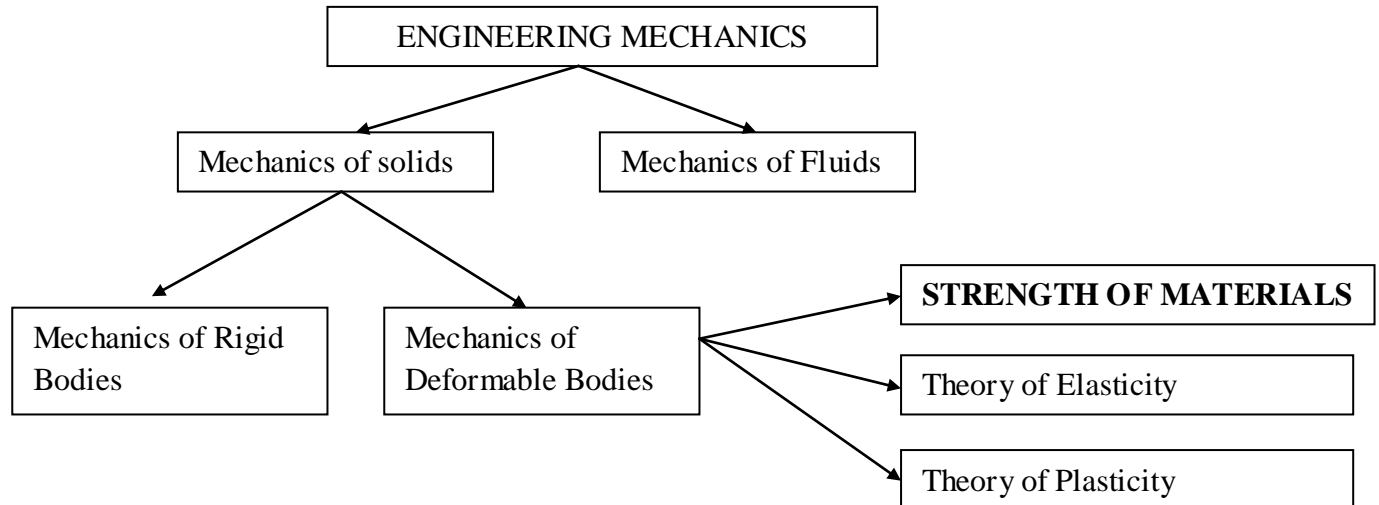 ENGINEERING MECHANICS
Mechanics of solids
Mechanics of Fluids
Mechanics of Rigid
Bodies
Mechanics of
Deformable Bodies
STRENGTH OF MATERIALS
Theory of Elasticity
Theory of Plasticity